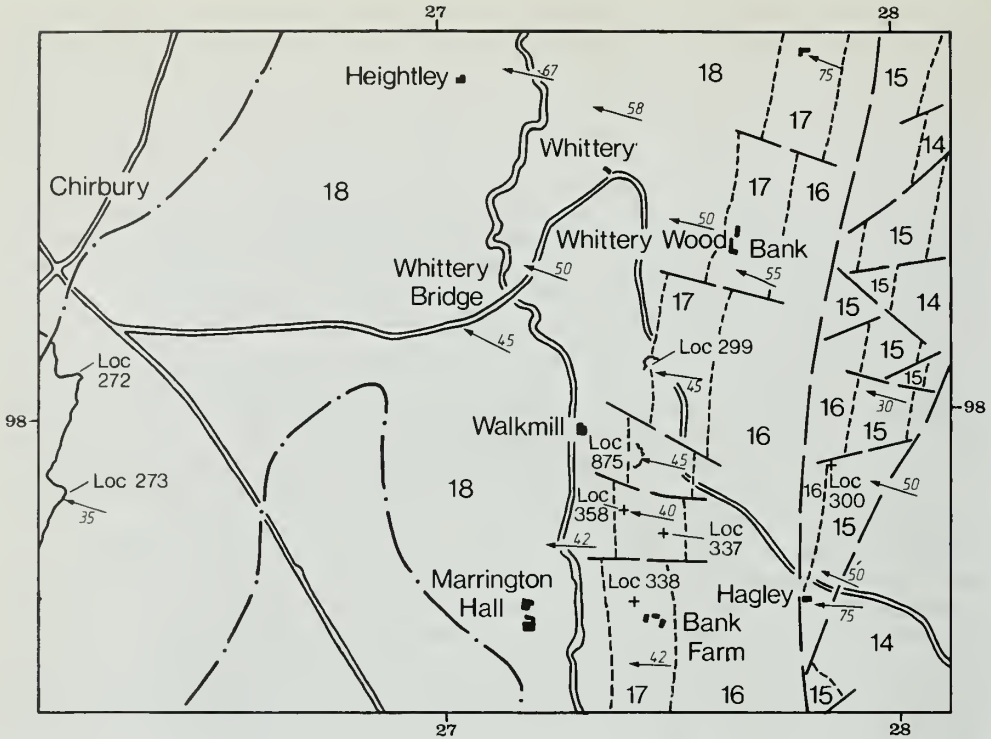 27
28
Heightley
67
58
18
75
15
17
14
Whittery
Chirbury
18
17
16
50
Whittery Wood
Bank
15
Whittery
Bridge
50
55
15
15
14
17
45
Loc
272
Loc 299
15
15
45
16
30
98
98
Walkmill
15
Loc
875
45
16
Loc 273
18
Loc
300
50
35
Loc
358
40
16
Loc
337
15
42
Marrington
Hall
Loc 338
Hagley
50
75
Bank
Farm
14
42
17
16
15
27
28